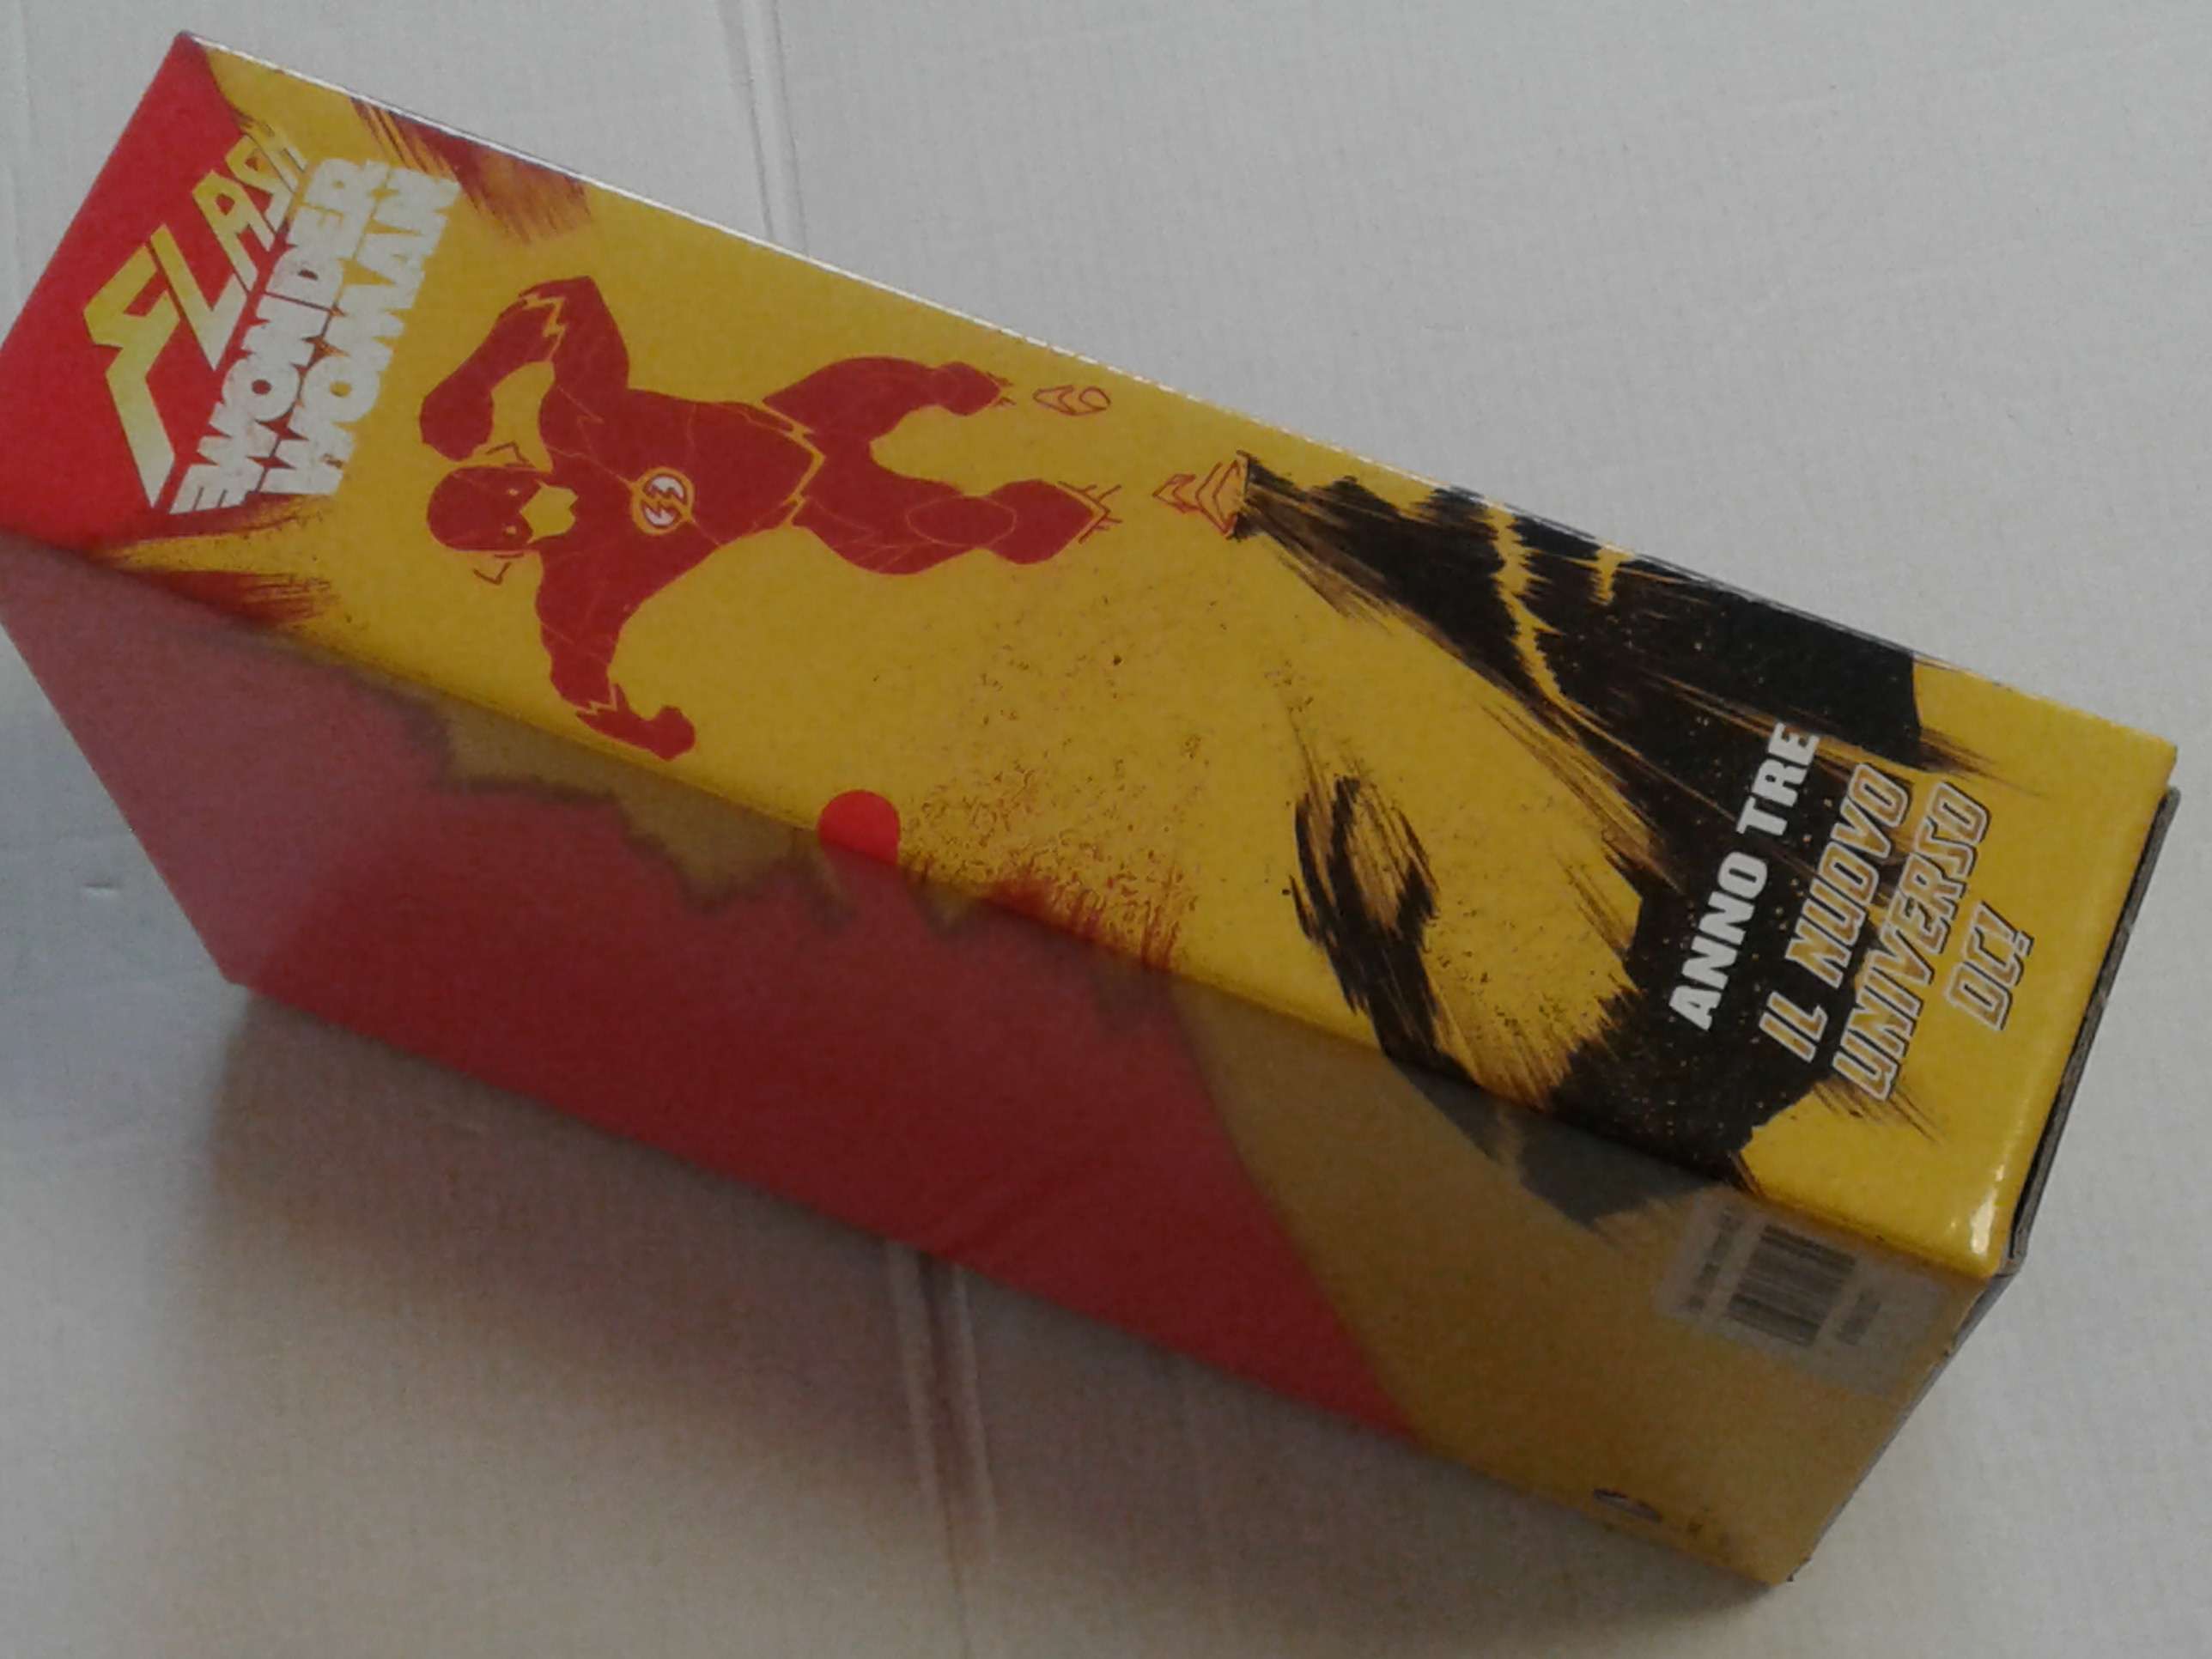 FLASH
WONDER
WOMAN
ANNO TRE
IL NUOVO
UNIVERSO
DC!